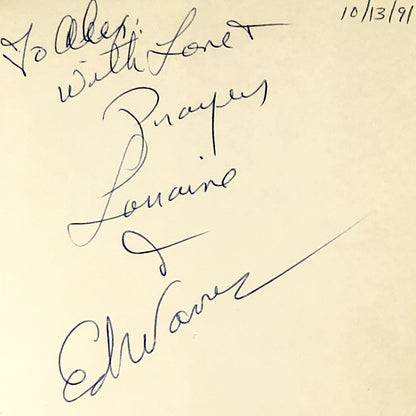 10/13/91
To Alex:
With Love &
Prayers
Lorraine
&
Ed Warren